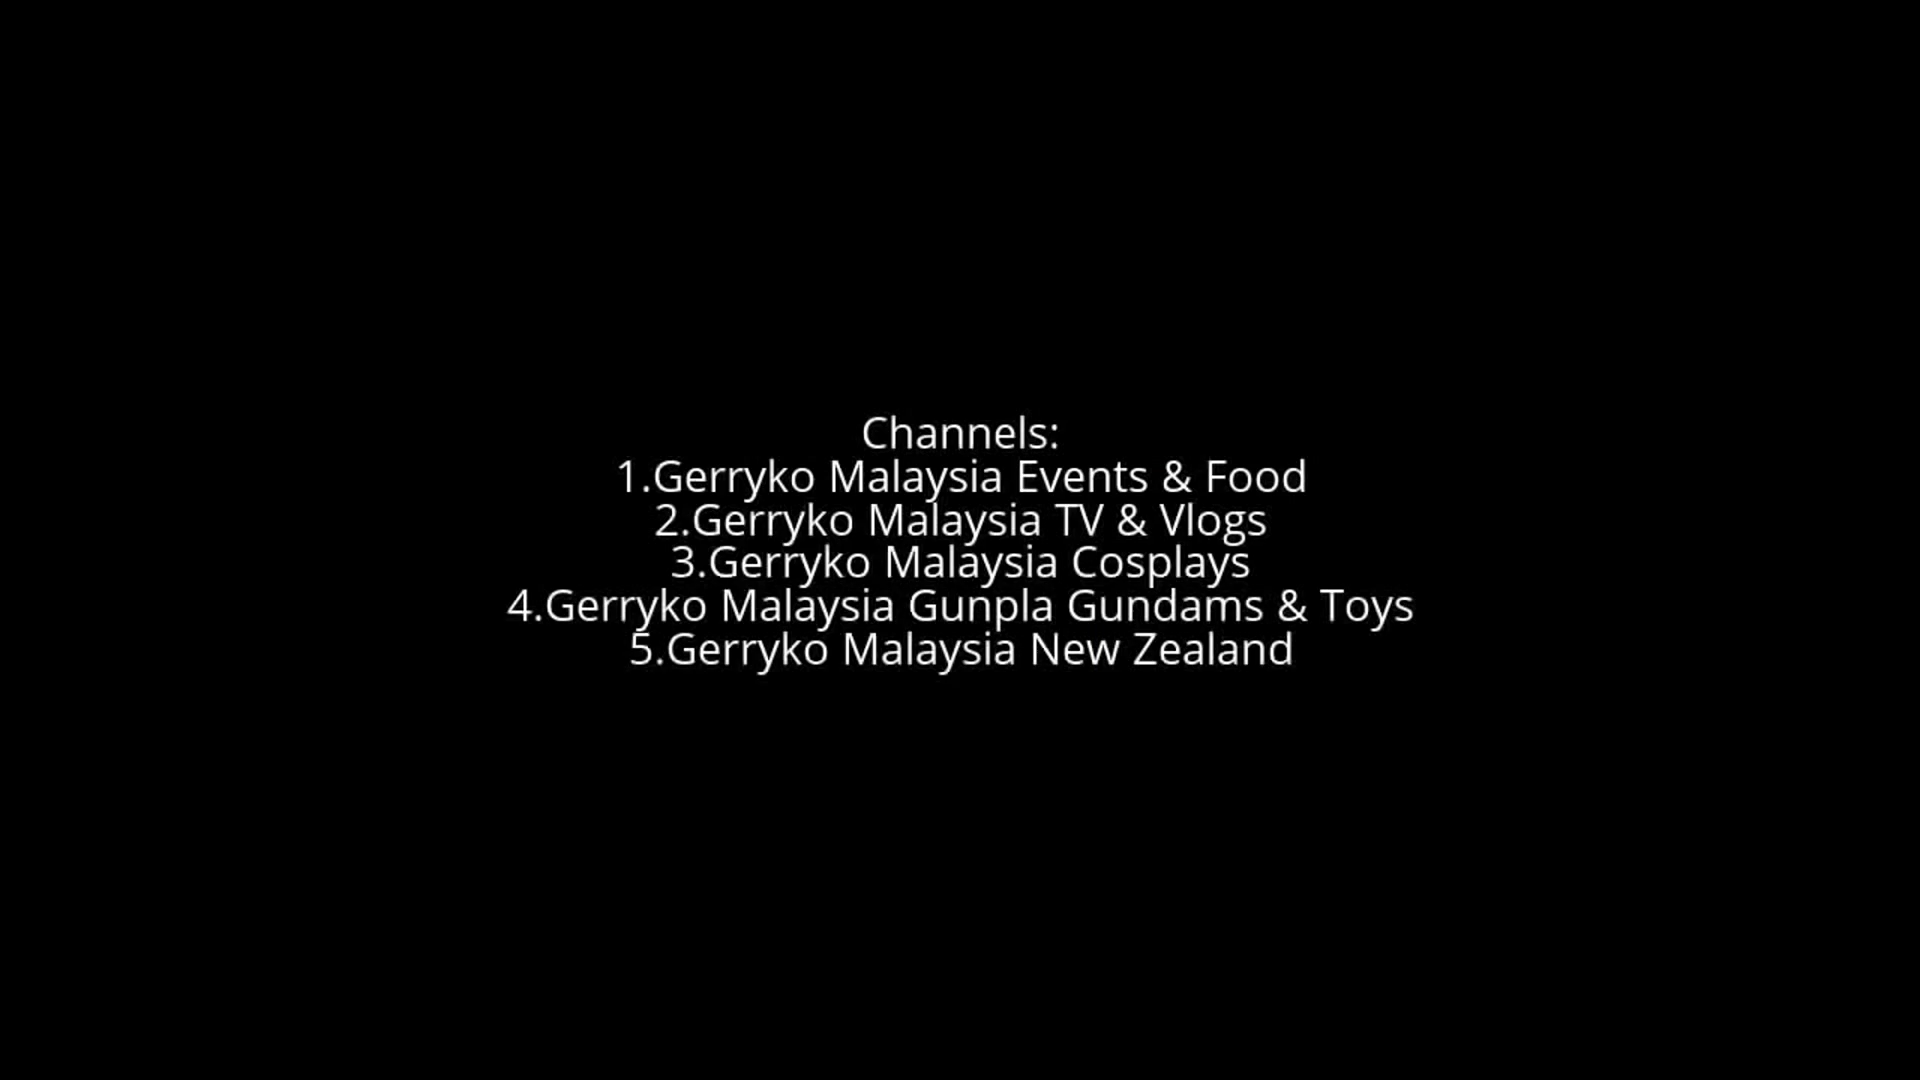 Channels:
1.Gerryko Malaysia Events & Food
2.Gerryko Malaysia TV & Vlogs
3.Gerryko Malaysia Cosplays
4.Gerryko Malaysia Gunpla Gundams & Toys
5.Gerryko Malaysia New Zealand